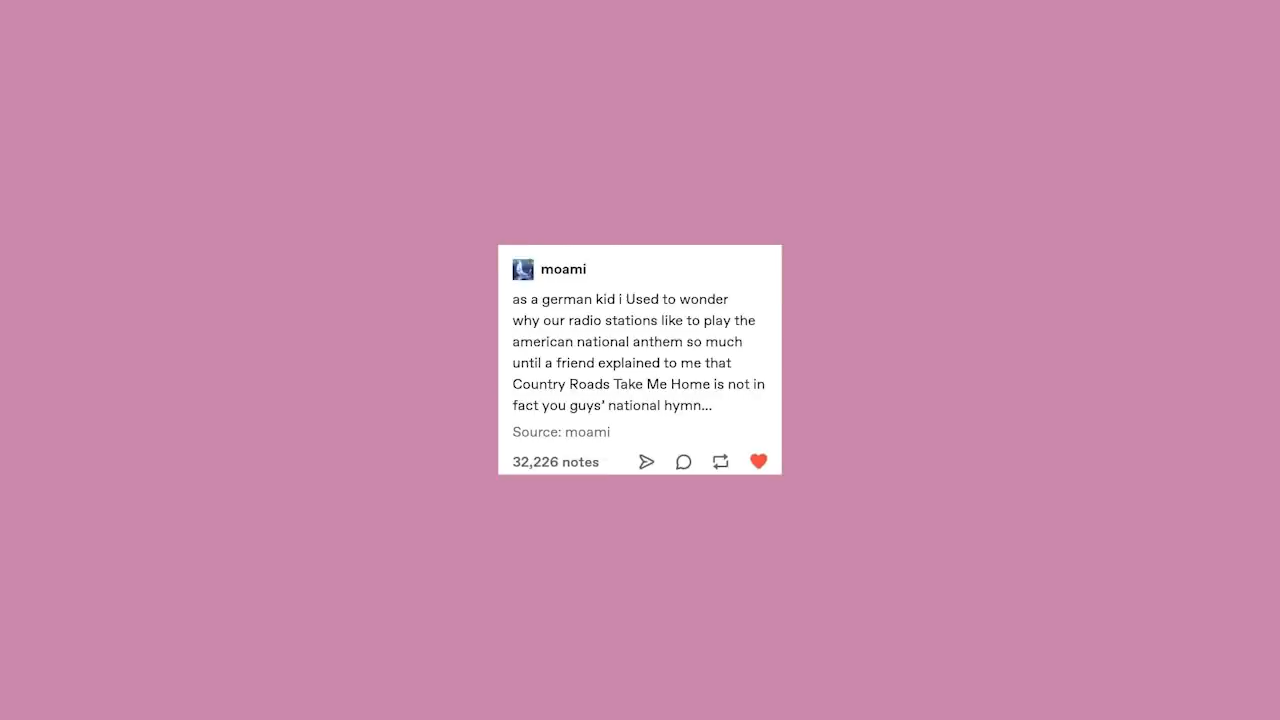 moami
as a german kid i Used to wonder
why our radio stations like to play the
american national anthem so much
until a friend explained to me that
Country Roads Take Me Home is not in
fact you guys’ national hymn...
Source: moami
32,226 notes